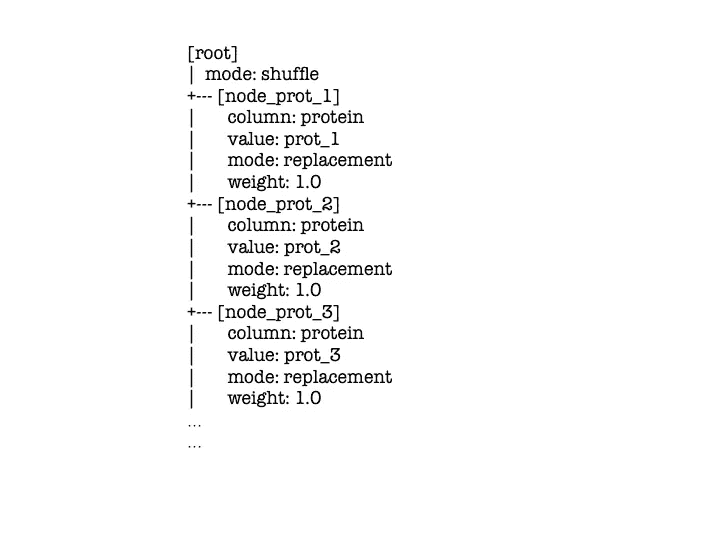 [root]
| mode: shuffle
+--- [node_prot_1]
| column: protein
| value: prot_1
| mode: replacement
| weight: 1.0
+--- [node_prot_2]
| column: protein
| value: prot_2
| mode: replacement
| weight: 1.0
+--- [node_prot_3]
| column: protein
| value: prot_3
| mode: replacement
| weight: 1.0
...
...